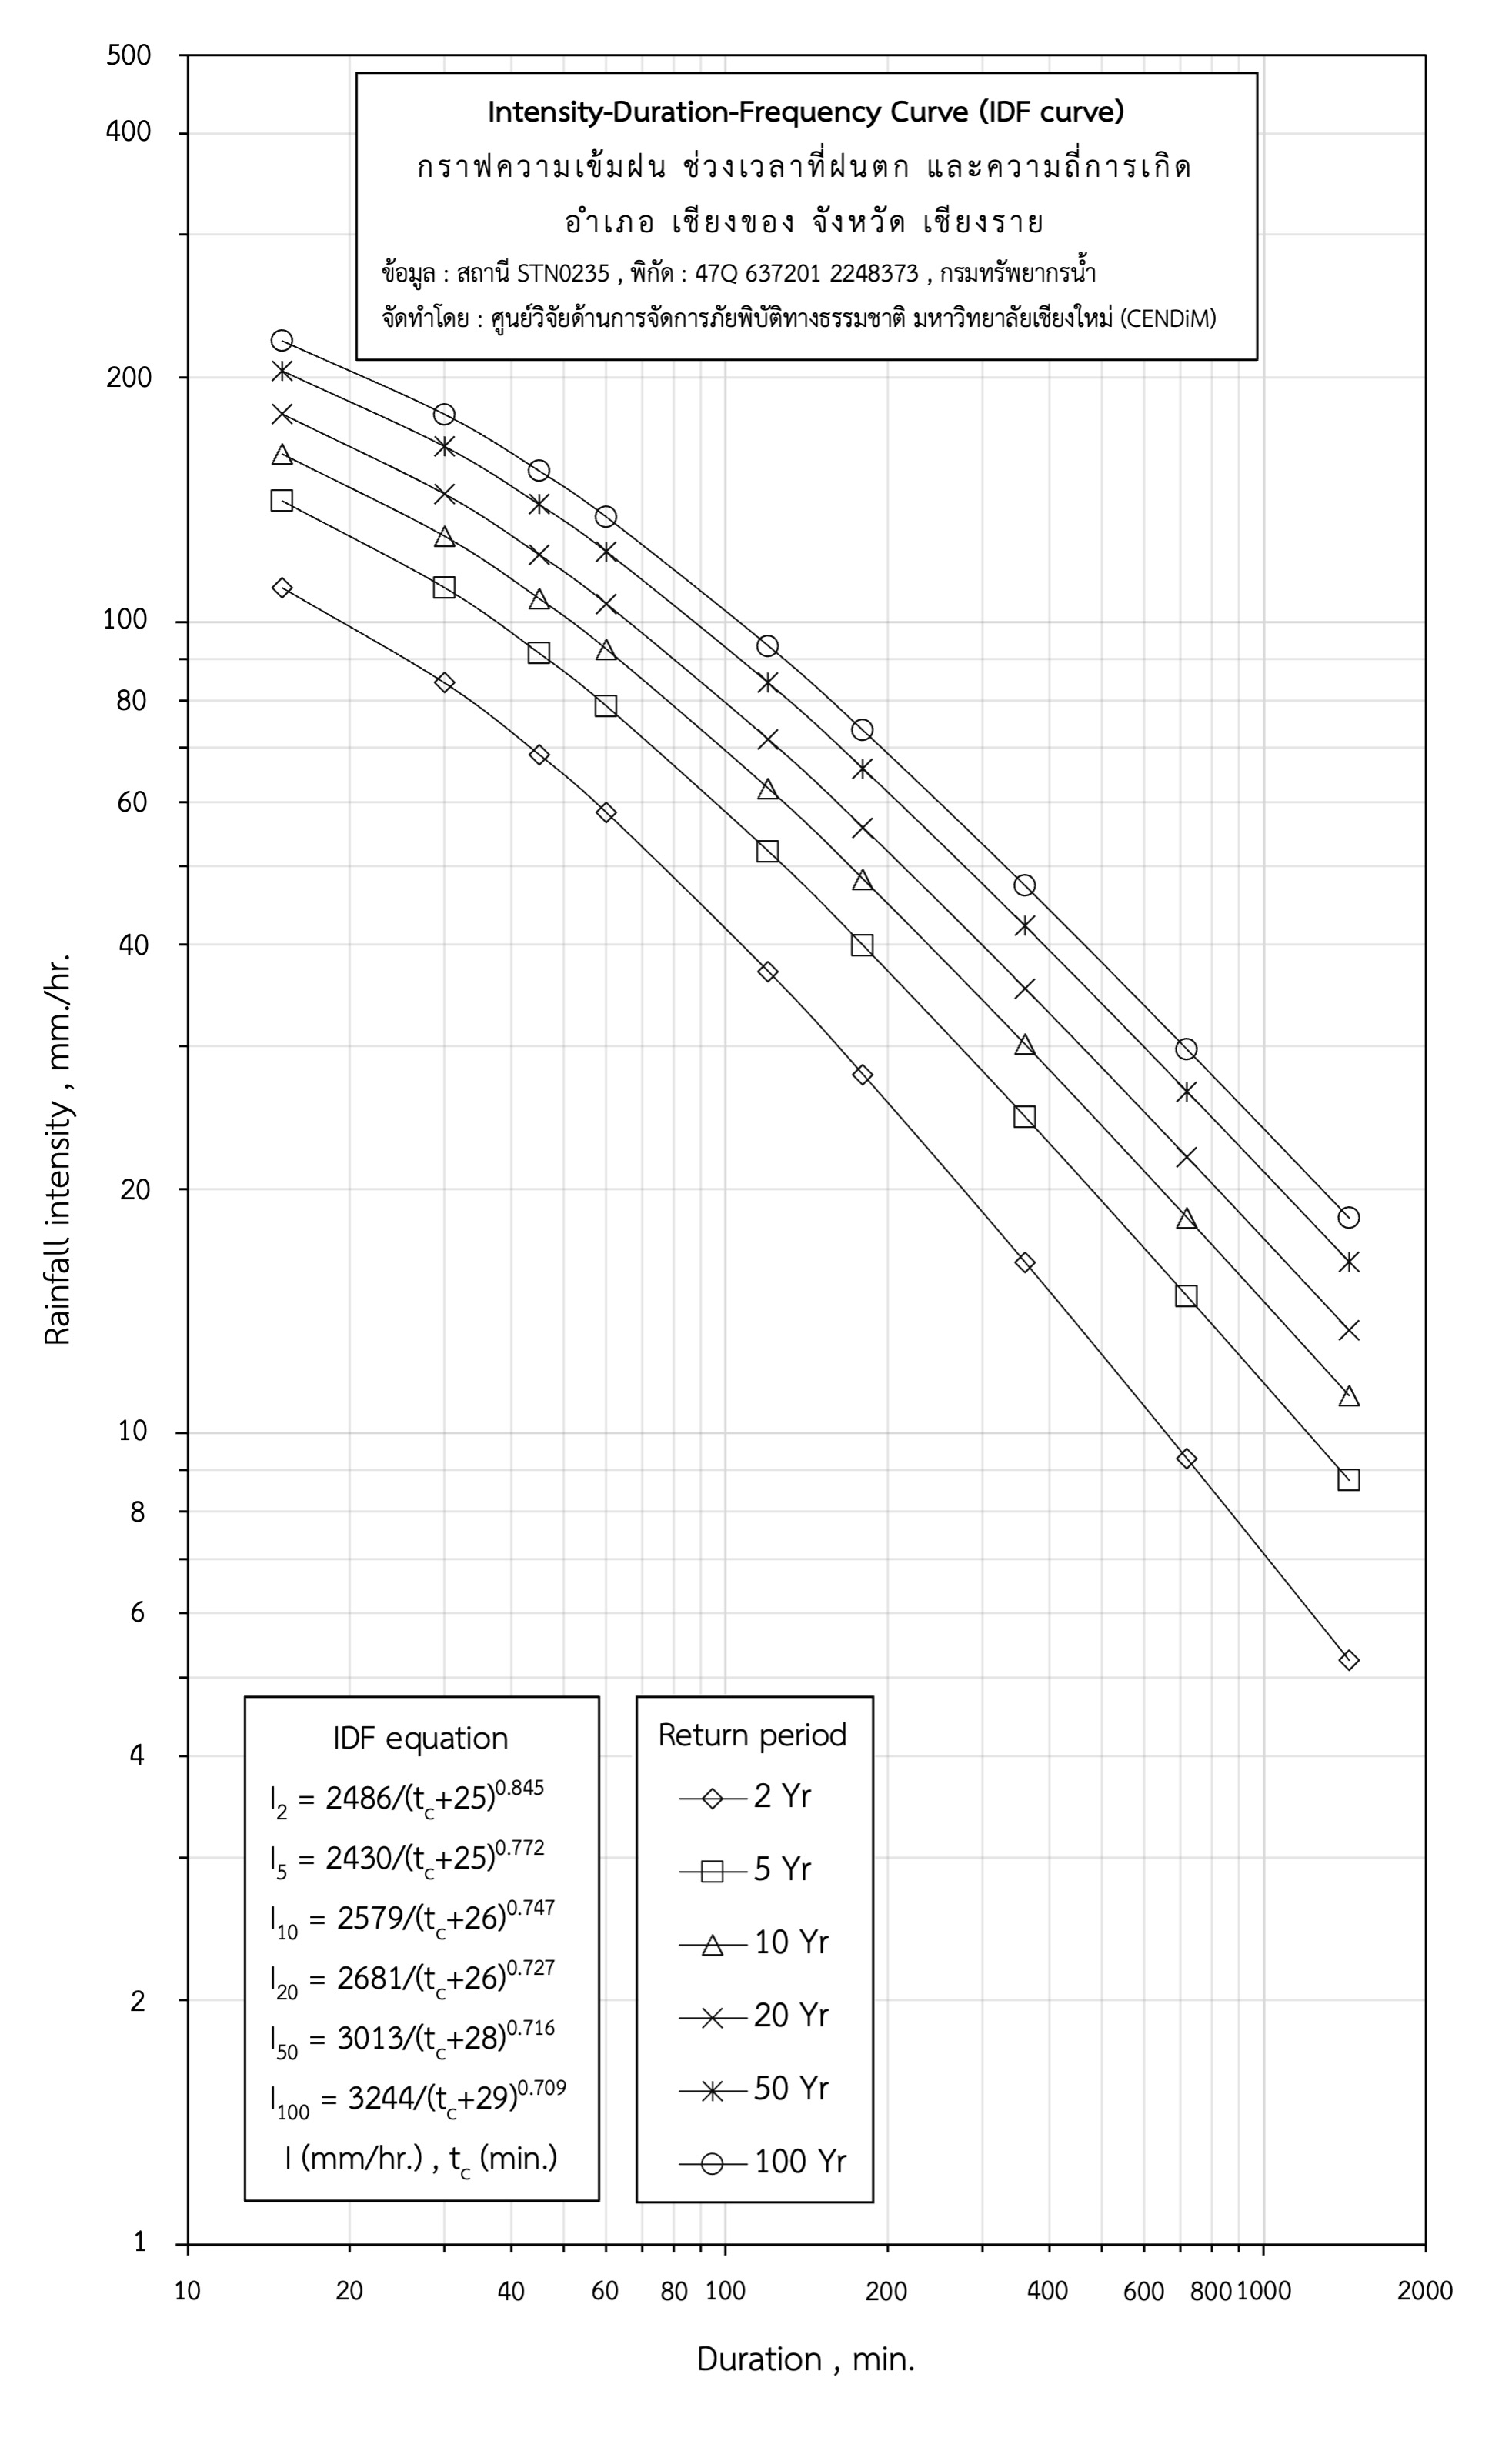 Intensity-Duration-Frequency Curve (IDF curve)
กราฟความเข้มฝน ช่วงเวลาที่ฝนตก และความถี่การเกิด
อำเภอ เชียงของ จังหวัด เชียงราย
ข้อมูล : สถานี STN0235 , พิกัด : 47Q 637201 2248373 , กรมทรัพยากรน้ำ
จัดทำโดย : ศูนย์วิจัยด้านการจัดการภัยพิบัติทางธรรมชาติ มหาวิทยาลัยเชียงใหม่ (CENDiM)
500
400
200
100
80
60
40
20
10
8
6
4
2
1
Rainfall intensity , mm./hr.
IDF equation
I2 = 2486/(tc+25)^0.845
I5 = 2430/(tc+25)^0.772
I10 = 2579/(tc+26)^0.747
I20 = 2681/(tc+26)^0.727
I50 = 3013/(tc+28)^0.716
I100 = 3244/(tc+29)^0.709
I (mm/hr.) , tc (min.)
Return period
2 Yr
5 Yr
10 Yr
20 Yr
50 Yr
100 Yr
10 20 40 60 80 100 200 400 600 800 1000 2000
Duration , min.